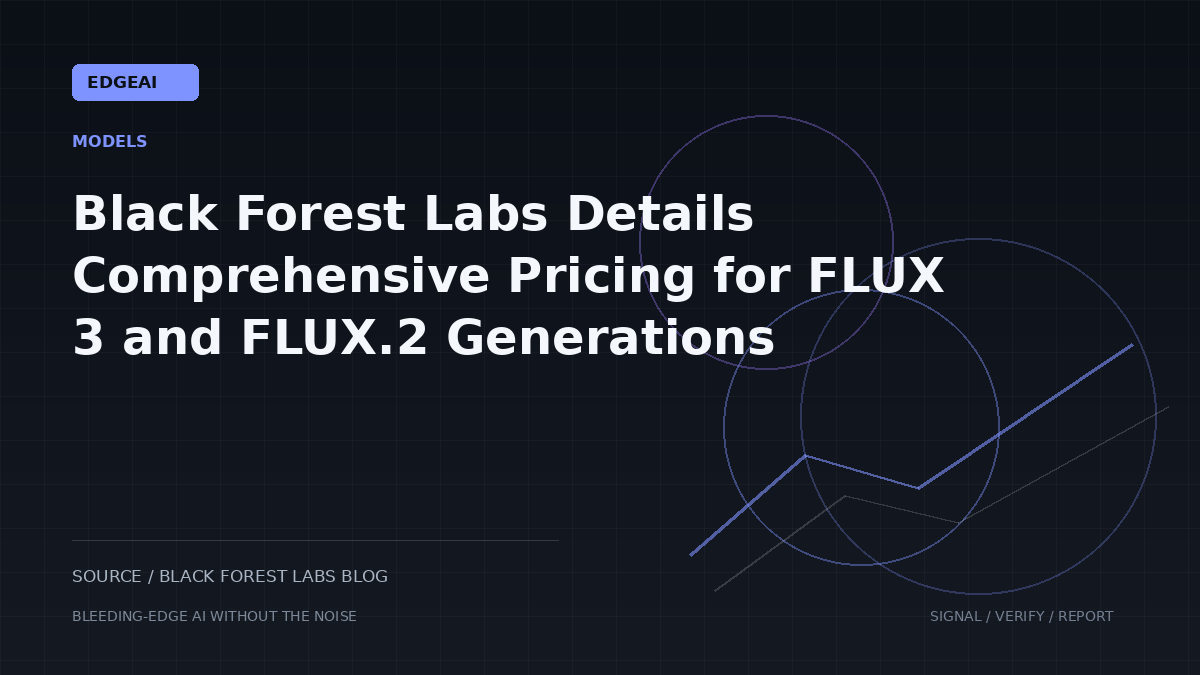 EDGEAI
MODELS
Black Forest Labs Details
Comprehensive Pricing for FLUX
3 and FLUX.2 Generations
SOURCE / BLACK FOREST LABS BLOG
BLEEDING-EDGE AI WITHOUT THE NOISE
SIGNAL / VERIFY / REPORT